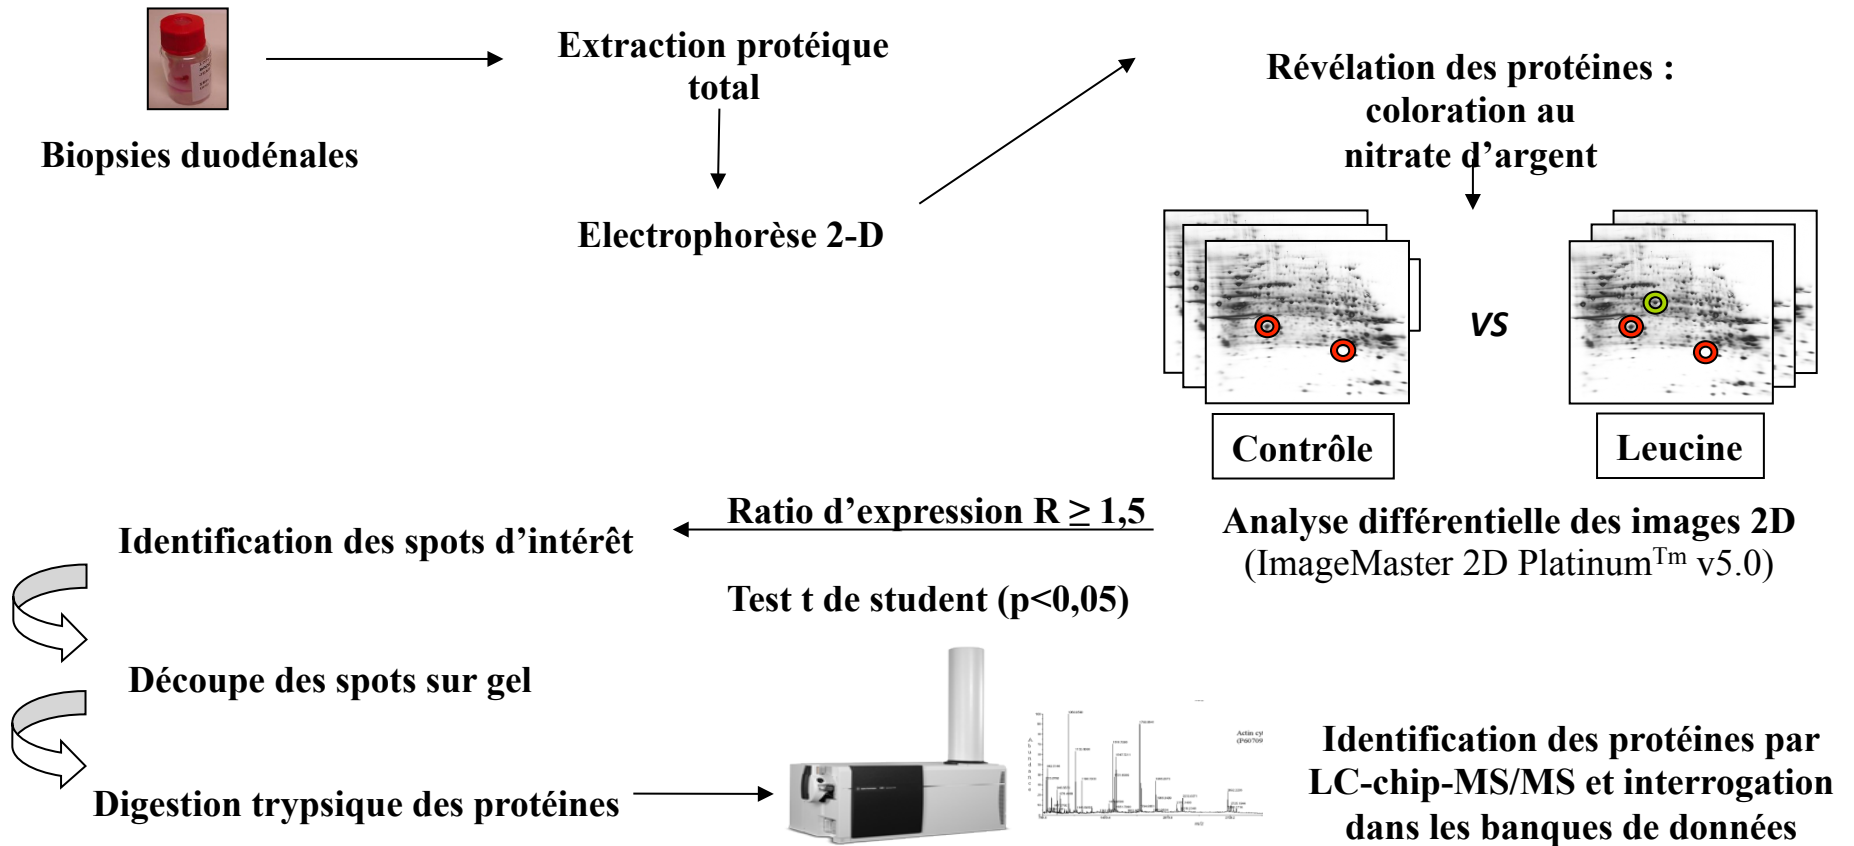 Extraction protéique
total
Biopsies duodénales
Electrophorèse 2-D
Révélation des protéines :
coloration au
nitrate d’argent
VS
Contrôle
Leucine
Analyse différentielle des images 2D
(ImageMaster 2D Platinum™ v5.0)
Ratio d’expression R ≥ 1,5
Test t de student (p<0,05)
Identification des spots d’intérêt
Découpe des spots sur gel
Digestion trypsique des protéines
Identification des protéines par
LC-chip-MS/MS et interrogation
dans les banques de données